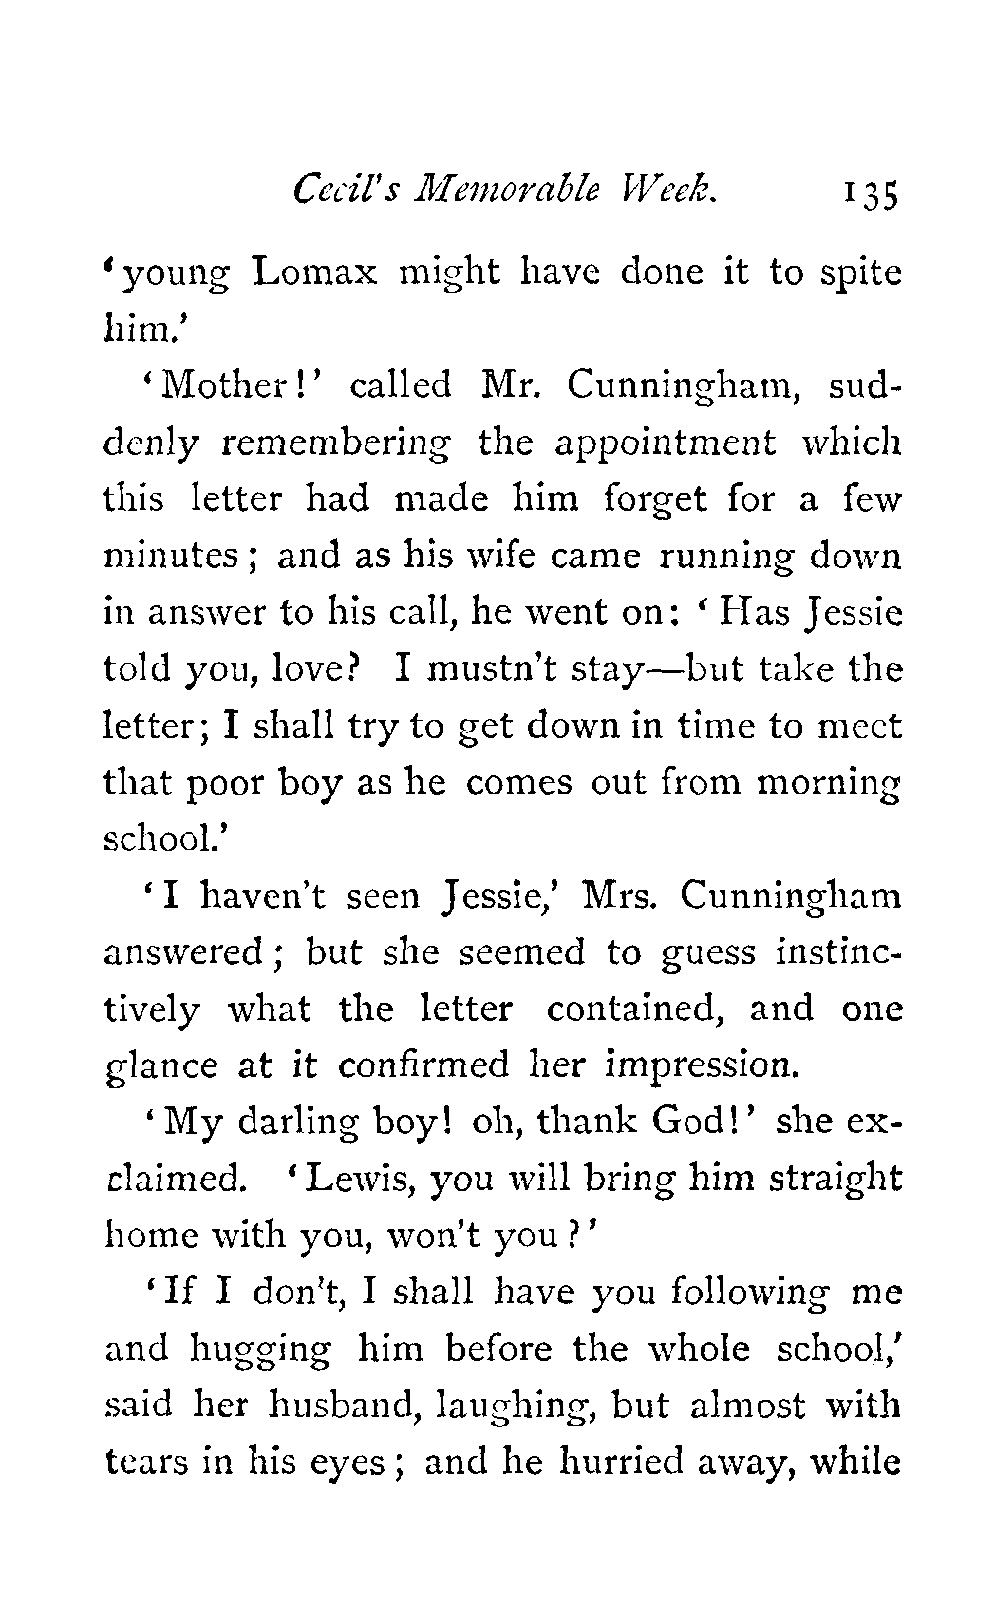 Cecil's Memorable Week. 135
‘young Lomax might have done it to spite
him.’
‘Mother!’ called Mr. Cunningham, sud-
denly remembering the appointment which
this letter had made him forget for a few
minutes; and as his wife came running down
in answer to his call, he went on: ‘Has Jessie
told you, love? I mustn't stay—but take the
letter; I shall try to get down in time to meet
that poor boy as he comes out from morning
school.’
‘I haven't seen Jessie,’ Mrs. Cunningham
answered; but she seemed to guess instinc-
tively what the letter contained, and one
glance at it confirmed her impression.
‘My darling boy! oh, thank God!’ she ex-
claimed. ‘Lewis, you will bring him straight
home with you, won't you?’
‘If I don't, I shall have you following me
and hugging him before the whole school,’
said her husband, laughing, but almost with
tears in his eyes; and he hurried away, while